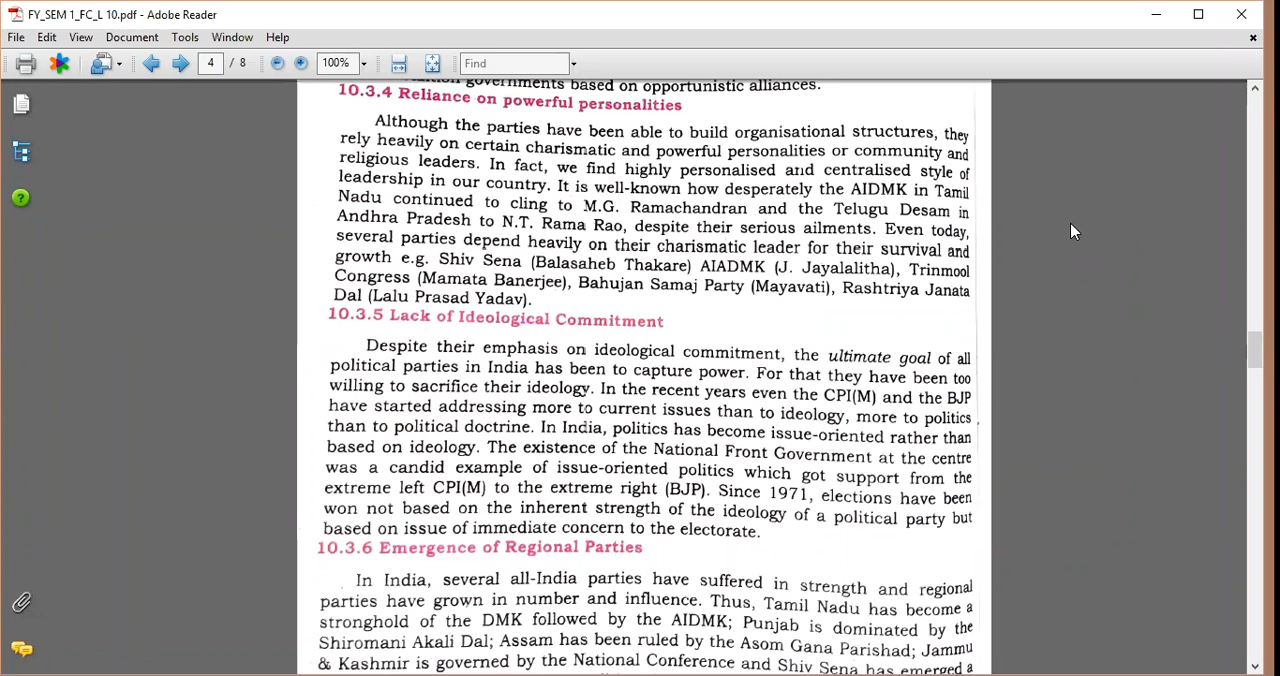 FY_SEM 1_FC_L 10.pdf - Adobe Reader
File Edit View Document Tools Window Help
4 / 8 100% Find
governments based on opportunistic alliances.
10.3.4 Reliance on powerful personalities
Although the parties have been able to build organisational structures, they
rely heavily on certain charismatic and powerful personalities or community and
religious leaders. In fact, we find highly personalised and centralised style of
leadership in our country. It is well-known how desperately the AIDMK in Tamil
Nadu continued to cling to M.G. Ramachandran and the Telugu Desam in
Andhra Pradesh to N.T. Rama Rao, despite their serious ailments. Even today,
several parties depend heavily on their charismatic leader for their survival and
growth e.g. Shiv Sena (Balasaheb Thakare) AIADMK (J. Jayalalitha), Trinmool
Congress (Mamata Banerjee), Bahujan Samaj Party (Mayavati), Rashtriya Janata
Dal (Lalu Prasad Yadav).
10.3.5 Lack of Ideological Commitment
Despite their emphasis on ideological commitment, the ultimate goal of all
political parties in India has been to capture power. For that they have been too
willing to sacrifice their ideology. In the recent years even the CPI(M) and the BJP
have started addressing more to current issues than to ideology, more to politics
than to political doctrine. In India, politics has become issue-oriented rather than
based on ideology. The existence of the National Front Government at the centre
was a candid example of issue-oriented politics which got support from the
extreme left CPI(M) to the extreme right (BJP). Since 1971, elections have been
won not based on the inherent strength of the ideology of a political party but
based on issue of immediate concern to the electorate.
10.3.6 Emergence of Regional Parties
In India, several all-India parties have suffered in strength and regional
parties have grown in number and influence. Thus, Tamil Nadu has become a
stronghold of the DMK followed by the AIDMK; Punjab is dominated by the
Shiromani Akali Dal; Assam has been ruled by the Asom Gana Parishad; Jammu
& Kashmir is governed by the National Conference and Shiv Sena has emerged a